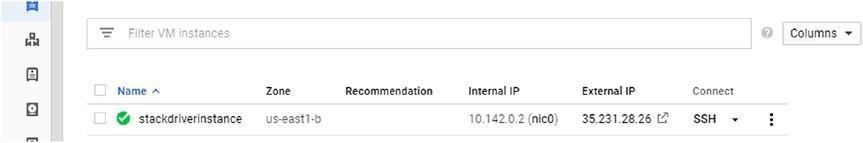 Filter VM instances
Columns
Name Zone Recommendation Internal IP External IP Connect
stackdriverinstance us-east1-b 10.142.0.2 (nic0) 35.231.28.26 SSH